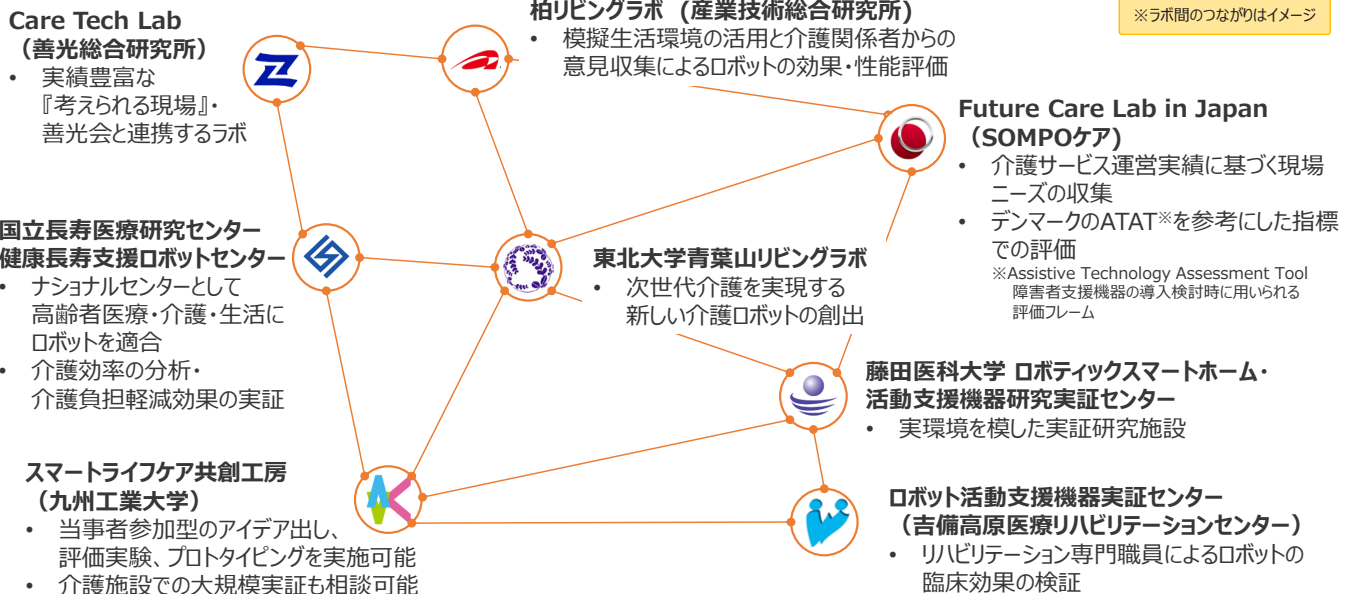 Care Tech Lab
（善光総合研究所）
• 実績豊富な
『考えられる現場』・
善光会と連携するラボ
柏リビングラボ (産業技術総合研究所)
• 模擬生活環境の活用と介護関係者からの
意見収集によるロボットの効果・性能評価
※ラボ間のつながりはイメージ
Future Care Lab in Japan
（SOMPOケア)
• 介護サービス運営実績に基づく現場
ニーズの収集
• デンマークのATAT※を参考にした指標
での評価
※Assistive Technology Assessment Tool
障害者支援機器の導入検討時に用いられる
評価フレーム
国立長寿医療研究センター
健康長寿支援ロボットセンター
• ナショナルセンターとして
高齢者医療・介護・生活に
ロボットを適合
• 介護効率の分析・
介護負担軽減効果の実証
東北大学青葉山リビングラボ
• 次世代介護を実現する
新しい介護ロボットの創出
藤田医科大学 ロボティックスマートホーム・
活動支援機器研究実証センター
• 実環境を模した実証研究施設
スマートライフケア共創工房
（九州工業大学）
• 当事者参加型のアイデア出し、
評価実験、プロトタイピングを実施可能
• 介護施設での大規模実証も相談可能
ロボット活動支援機器実証センター
（吉備高原医療リハビリテーションセンター）
• リハビリテーション専門職員によるロボットの
臨床効果の検証